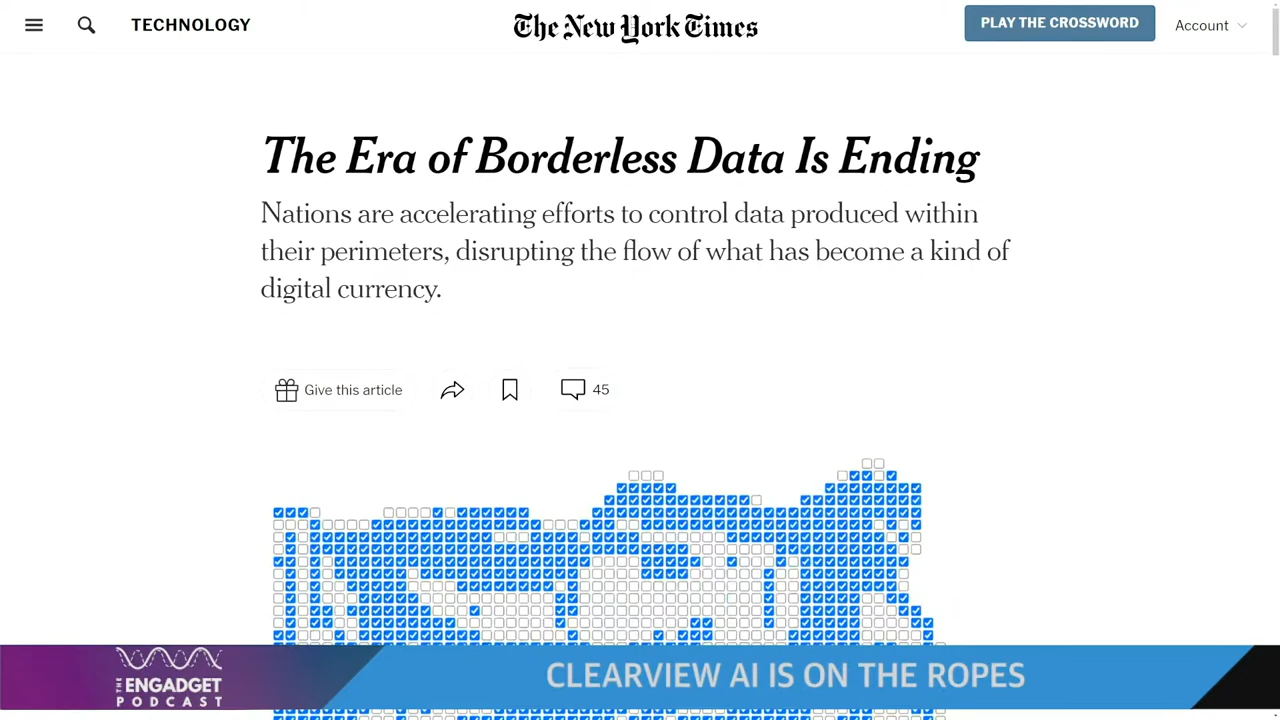 TECHNOLOGY
The New York Times
PLAY THE CROSSWORD
Account
The Era of Borderless Data Is Ending
Nations are accelerating efforts to control data produced within
their perimeters, disrupting the flow of what has become a kind of
digital currency.
Give this article
45
THE ENGADGET PODCAST
CLEARVIEW AI IS ON THE ROPES